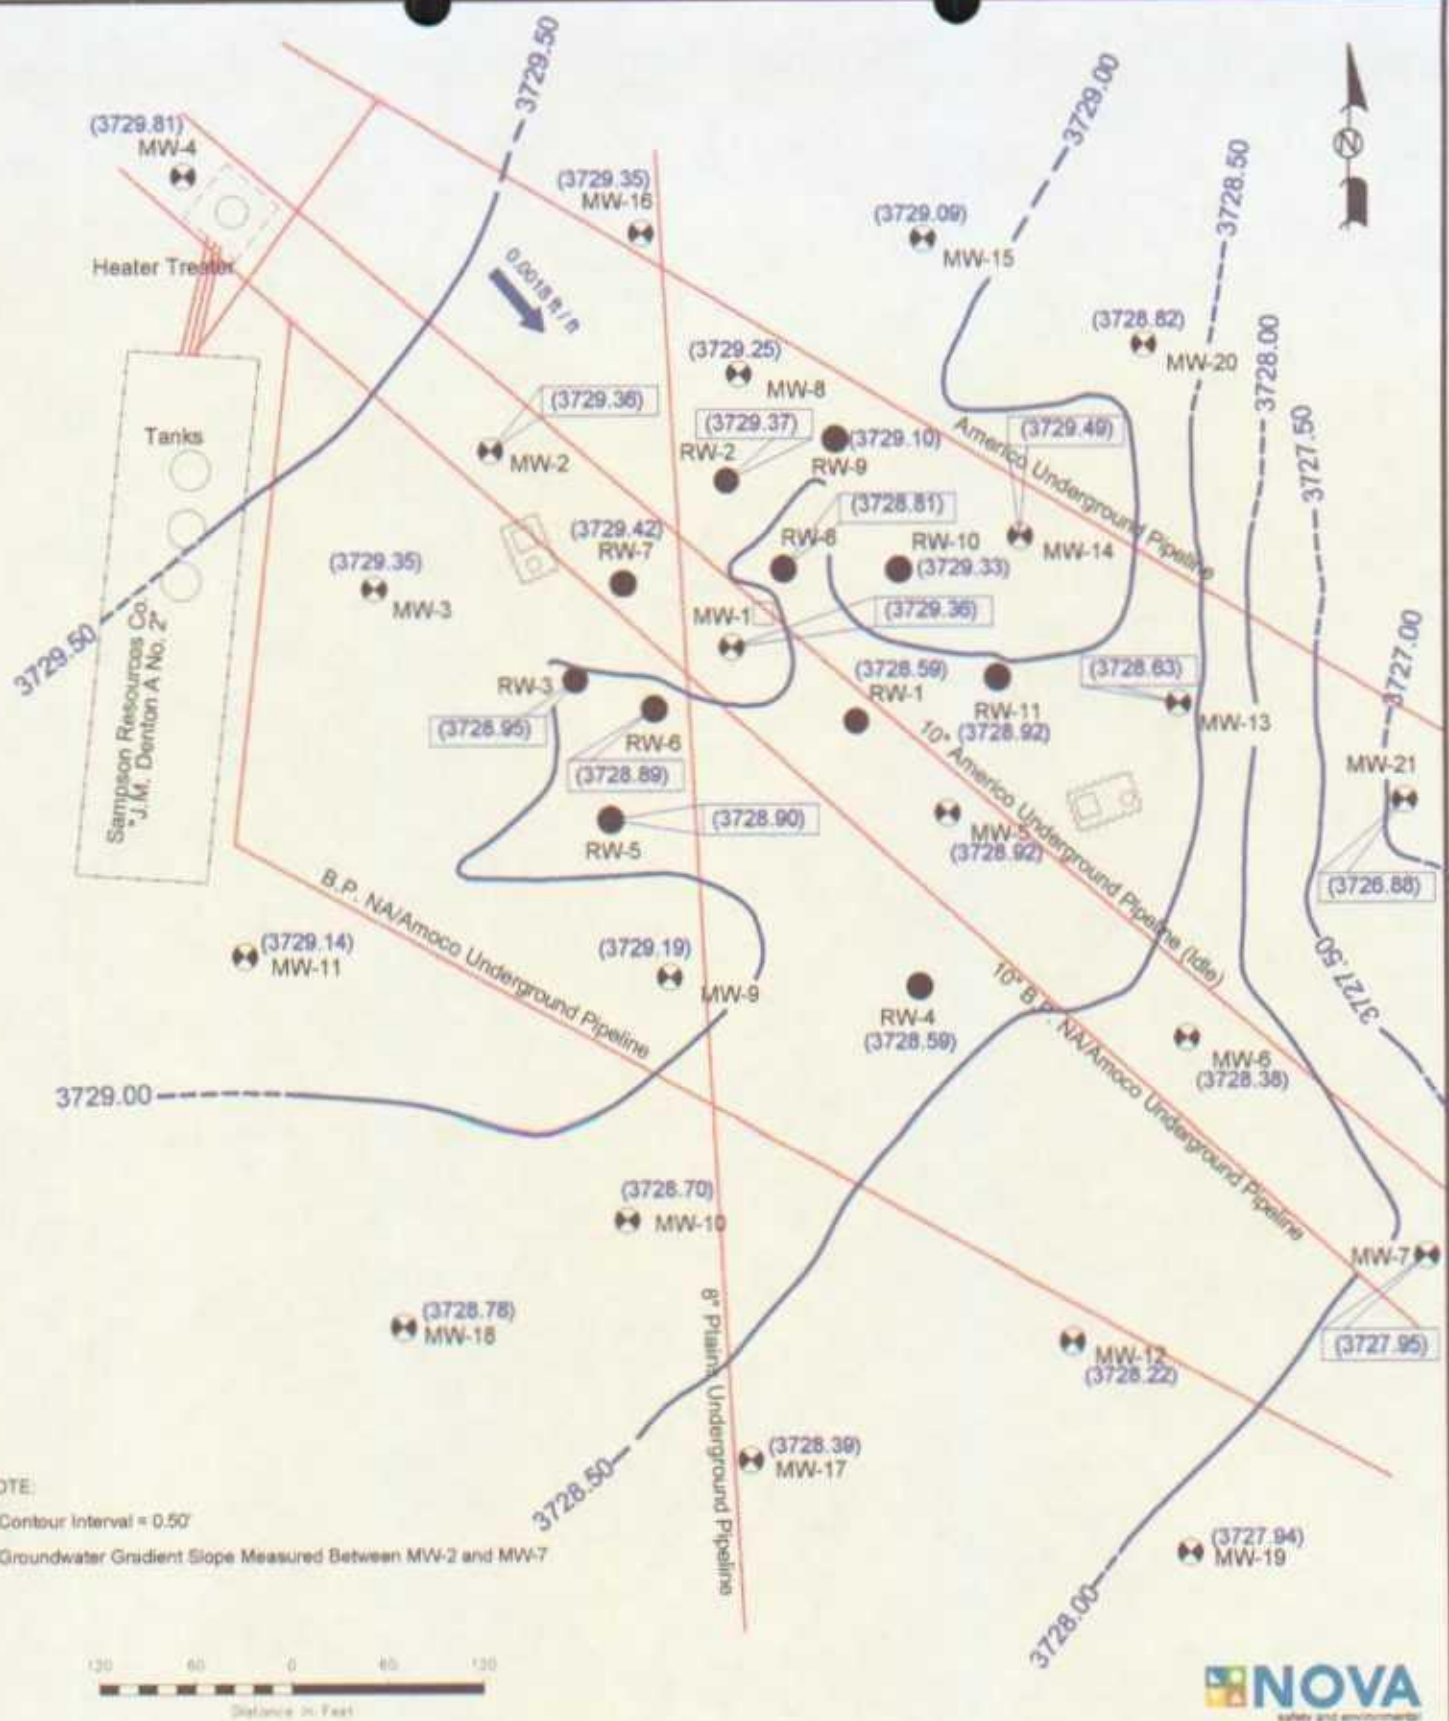 3729.50
3729.00
(3729.81)
MW-4
3728.50
(3729.35)
MW-16
(3729.09)
MW-15
Heater Treater
0.0018 ft / ft
(3728.82)
MW-20
3728.00
(3729.25)
MW-8
(3729.36)
MW-2
(3729.37)
RW-2
(3729.10)
RW-9
(3729.49)
MW-14
Americo Underground Pipeline
3727.50
Tanks
(3728.81)
RW-8
RW-10
(3729.33)
(3729.42)
RW-7
(3729.35)
MW-3
MW-1
(3729.36)
3727.00
3729.50
Sampson Resources Co.
"J.M. Denton A No. 2"
RW-3
(3728.95)
RW-6
(3728.89)
(3728.59)
RW-1
RW-11
(3728.92)
(3728.63)
MW-13
10" Americo Underground Pipeline (Idle)
MW-21
(3726.88)
RW-5
(3728.90)
MW-5
(3728.92)
B.P. NA/Amoco Underground Pipeline
(3729.14)
MW-11
(3729.19)
MW-9
3727.50
RW-4
(3728.59)
10" B.P. NA/Amoco Underground Pipeline
MW-6
(3728.38)
3729.00
(3728.70)
MW-10
MW-7
(3727.95)
(3728.78)
MW-18
8" Plains Underground Pipeline
MW-12
(3728.22)
3728.50
(3728.39)
MW-17
(3727.94)
MW-19
3728.00
OTE:
Contour Interval = 0.50'
Groundwater Gradient Slope Measured Between MW-2 and MW-7
120 60 0 60 120
Distance in Feet
NOVA
safety and environmental
N